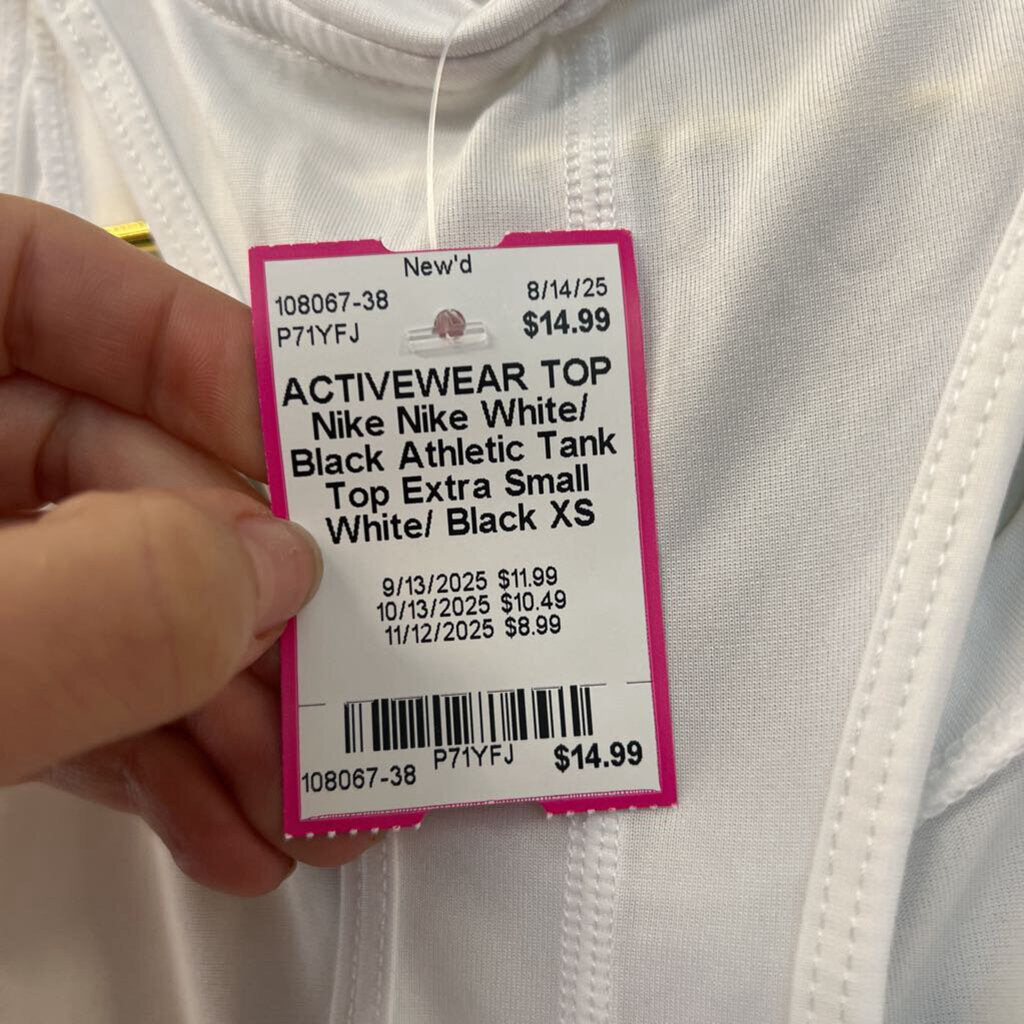 New'd
108067-38 8/14/25
P71YFJ $14.99
ACTIVEWEAR TOP
Nike Nike White/
Black Athletic Tank
Top Extra Small
White/ Black XS
9/13/2025 $11.99
10/13/2025 $10.49
11/12/2025 $8.99
P71YFJ $14.99
108067-38